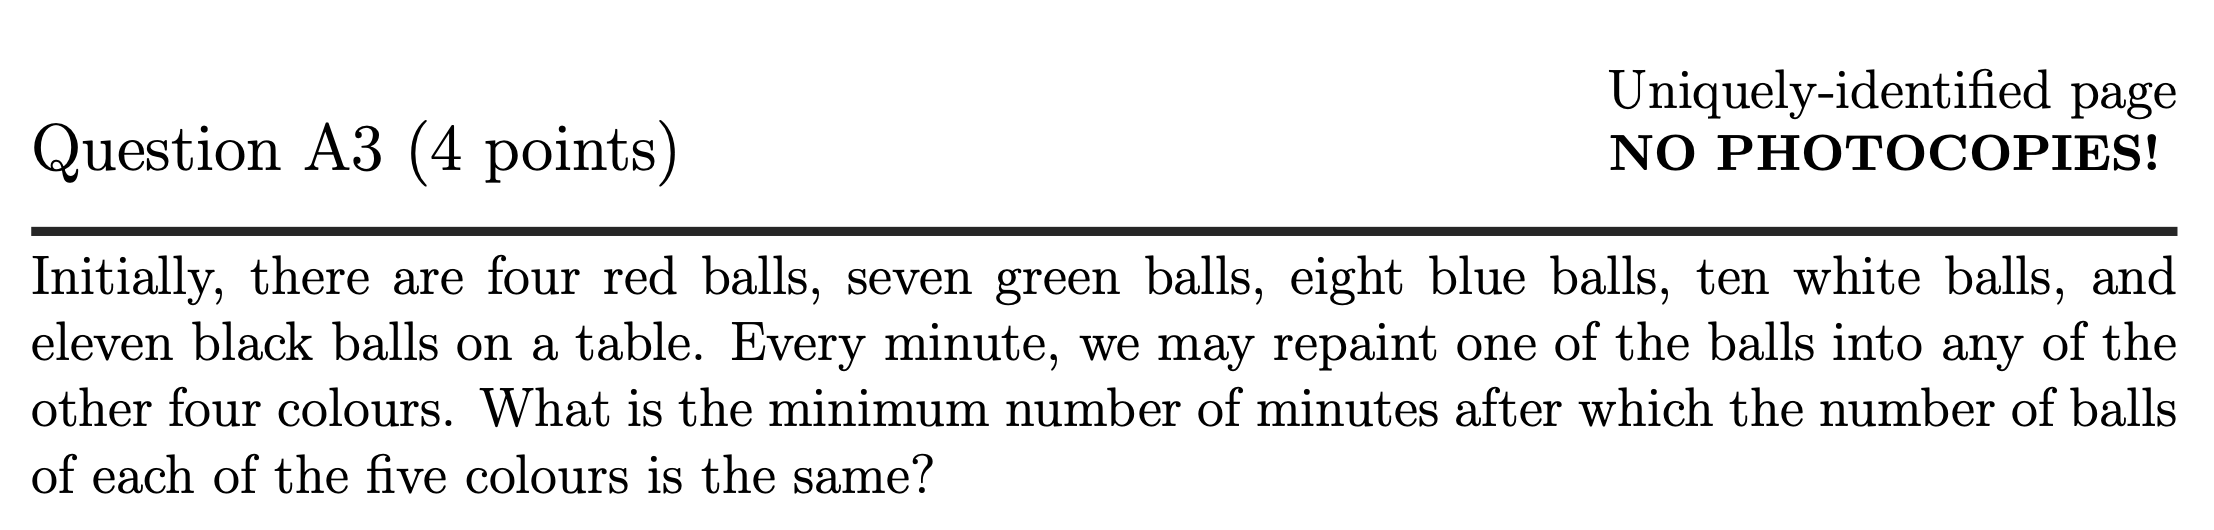 Uniquely-identified page
Question A3 (4 points)
NO PHOTOCOPIES!
Initially, there are four red balls, seven green balls, eight blue balls, ten white balls, and
eleven black balls on a table. Every minute, we may repaint one of the balls into any of the
other four colours. What is the minimum number of minutes after which the number of balls
of each of the five colours is the same?